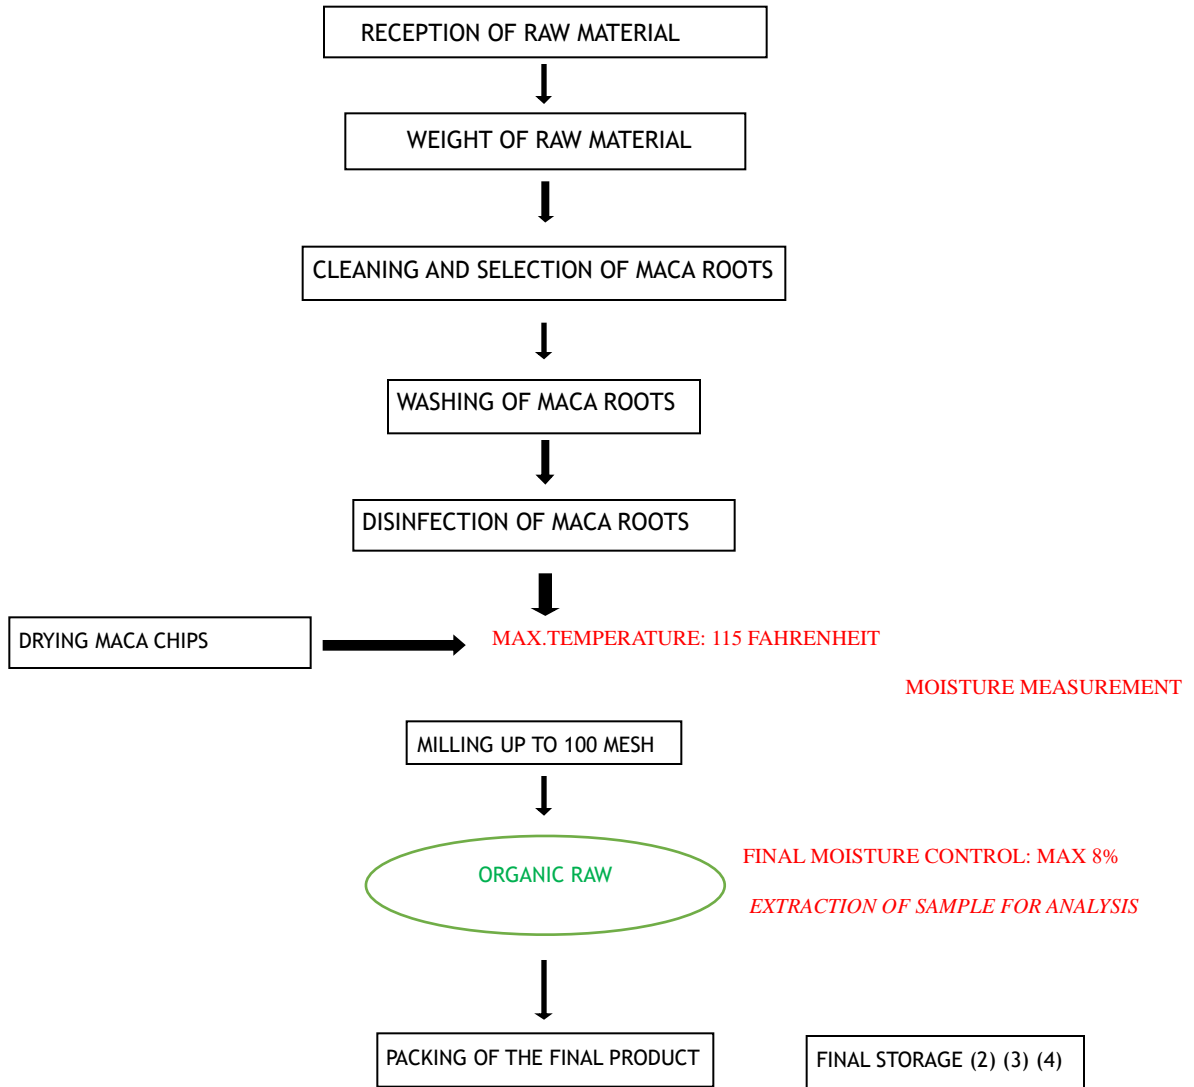 RECEPTION OF RAW MATERIAL
WEIGHT OF RAW MATERIAL
CLEANING AND SELECTION OF MACA ROOTS
WASHING OF MACA ROOTS
DISINFECTION OF MACA ROOTS
DRYING MACA CHIPS
MAX.TEMPERATURE: 115 FAHRENHEIT
MOISTURE MEASUREMENT
MILLING UP TO 100 MESH
ORGANIC RAW
FINAL MOISTURE CONTROL: MAX 8%
EXTRACTION OF SAMPLE FOR ANALYSIS
PACKING OF THE FINAL PRODUCT
FINAL STORAGE (2) (3) (4)